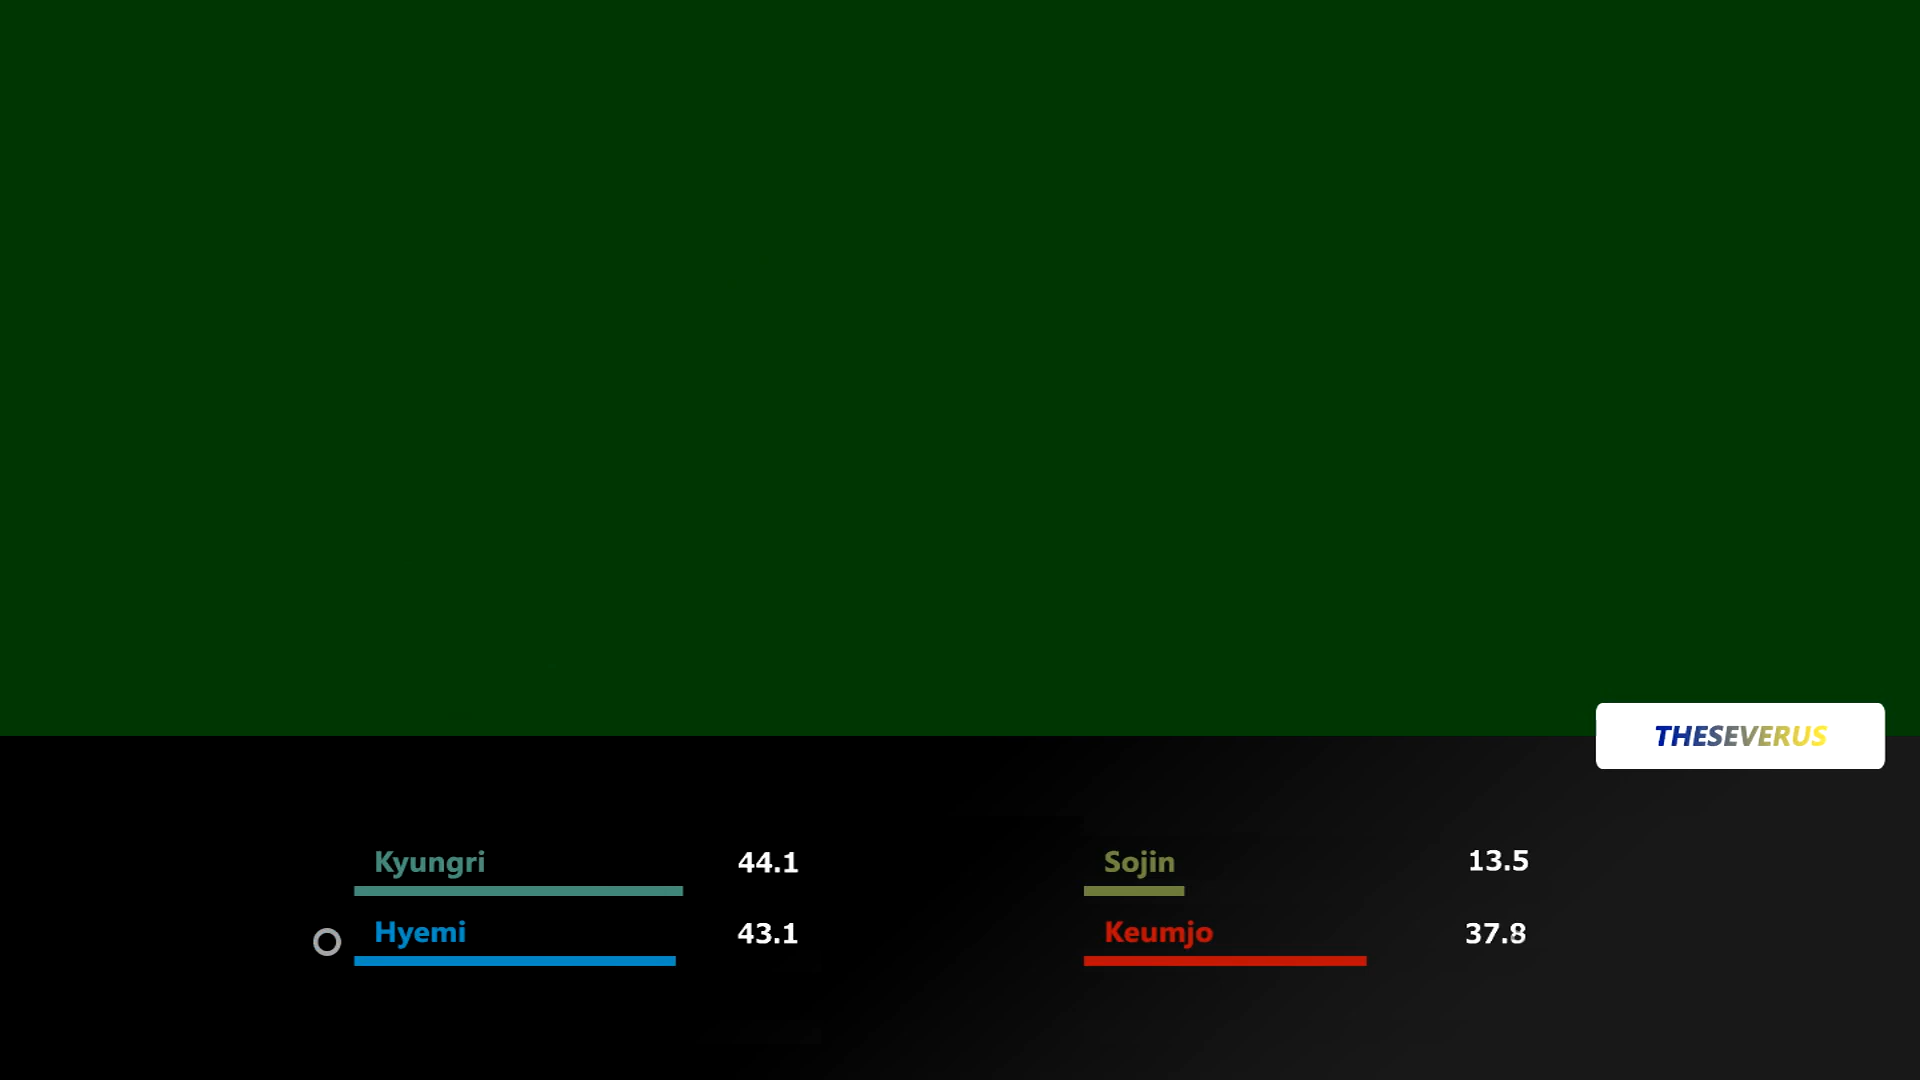 THESEVERUS
Kyungri 44.1
Sojin 13.5
Hyemi 43.1
Keumjo 37.8